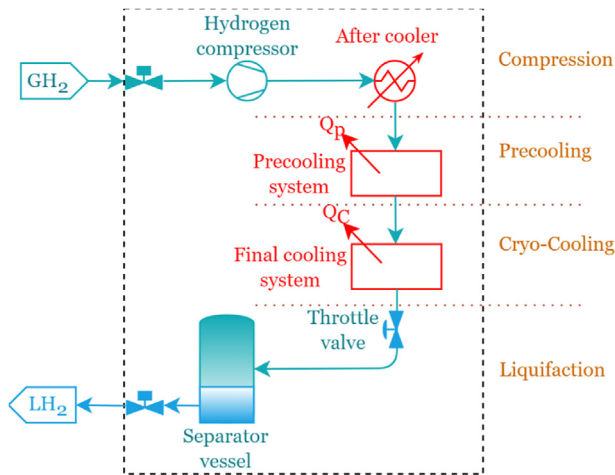 Hydrogen
compressor
After cooler
Compression
GH2
Qp
Precooling
Precooling
system
QC
Cryo-Cooling
Final cooling
system
Throttle
valve
Liquifaction
LH2
Separator
vessel